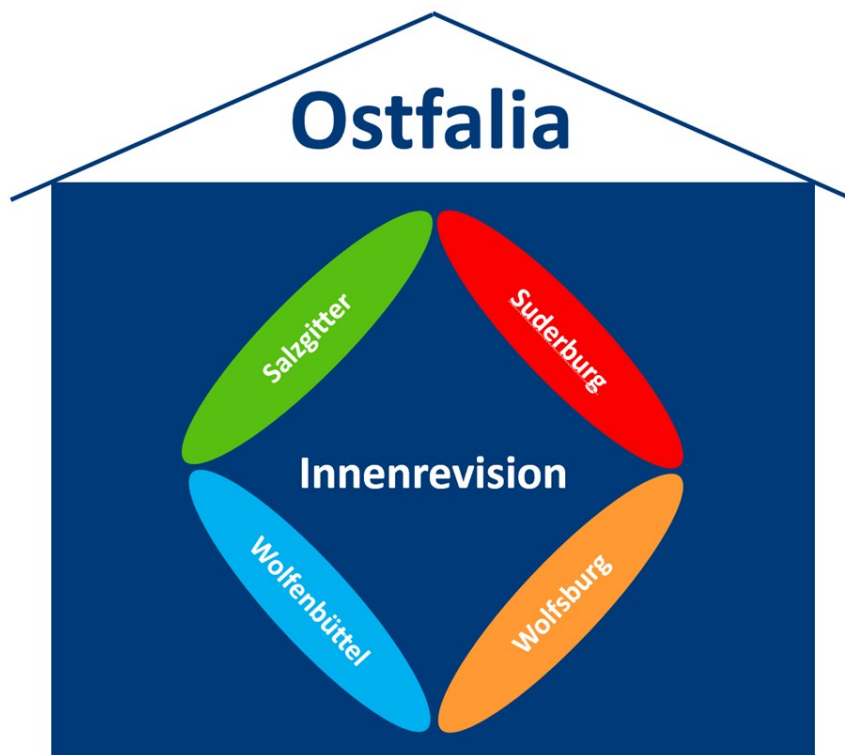 Ostfalia
Salzgitter
Suderburg
Innenrevision
Wolfenbüttel
Wolfsburg